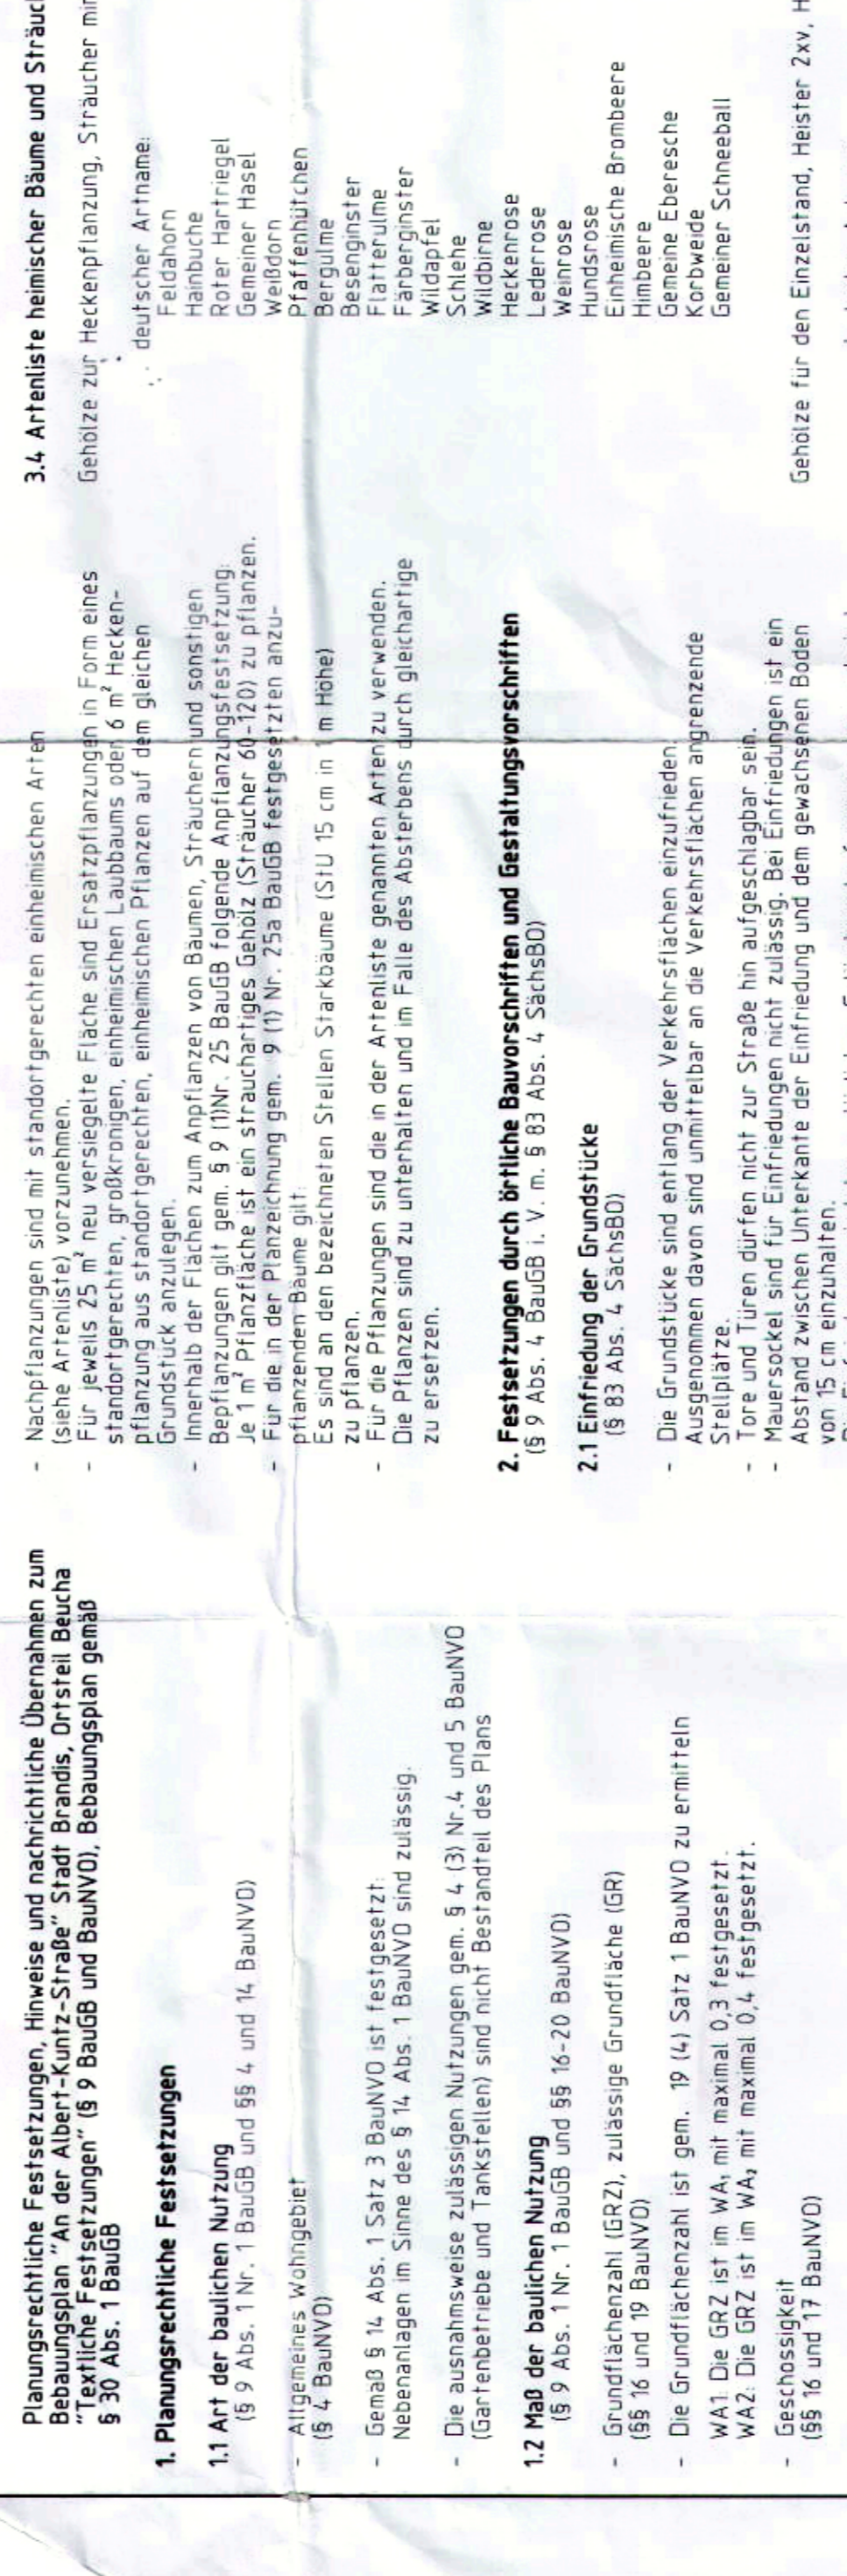 Planungsrechtliche Festsetzungen, Hinweise und nachrichtliche Übernahmen zum
Bebauungsplan "An der Albert-Kuntz-Straße" Stadt Brandis, Ortsteil Beucha
"Textliche Festsetzungen" (§ 9 BauGB und BauNVO), Bebauungsplan gemäß
§ 30 Abs. 1 BauGB
1. Planungsrechtliche Festsetzungen
1.1 Art der baulichen Nutzung
(§ 9 Abs. 1 Nr. 1 BauGB und §§ 4 und 14 BauNVO)
- Allgemeines Wohngebiet
(§ 4 BauNVO)
- Gemäß § 14 Abs. 1 Satz 3 BauNVO ist festgesetzt:
Nebenanlagen im Sinne des § 14 Abs. 1 BauNVO sind zulässig.
- Die ausnahmsweise zulässigen Nutzungen gem. § 4 (3) Nr.4 und 5 BauNVO
(Gartenbetriebe und Tankstellen) sind nicht Bestandteil des Plans
1.2 Maß der baulichen Nutzung
(§ 9 Abs. 1 Nr. 1 BauGB und §§ 16-20 BauNVO)
- Grundflächenzahl (GRZ), zulässige Grundfläche (GR)
(§§ 16 und 19 BauNVO)
- Die Grundflächenzahl ist gem. 19 (4) Satz 1 BauNVO zu ermitteln
WA1: Die GRZ ist im WA₁ mit maximal 0,3 festgesetzt.
WA2: Die GRZ ist im WA₂ mit maximal 0,4 festgesetzt.
- Geschossigkeit
(§§ 16 und 17 BauNVO)
- Nachpflanzungen sind mit standortgerechten einheimischen Arten
(siehe Artenliste) vorzunehmen.
- Für jeweils 25 m² neu versiegelte Fläche sind Ersatzpflanzungen in Form eines
standortgerechten, großkronigen, einheimischen Laubbaums oder 6 m² Hecken-
pflanzung aus standortgerechten, einheimischen Pflanzen auf dem gleichen
Grundstück anzulegen.
- Innerhalb der Flächen zum Anpflanzen von Bäumen, Sträuchern und sonstigen
Bepflanzungen gilt gem. § 9 (1)Nr. 25 BauGB folgende Anpflanzungsfestsetzung:
Je 1 m² Pflanzfläche ist ein strauchartiges Gehölz (Sträucher 60-120) zu pflanzen.
- Für die in der Planzeichnung gem. 9 (1) Nr. 25a BauGB festgesetzten anzu-
pflanzenden Bäume gilt:
Es sind an den bezeichneten Stellen Starkbäume (StU 15 cm in 1 m Höhe)
zu pflanzen.
- Für die Pflanzungen sind die in der Artenliste genannten Arten zu verwenden.
Die Pflanzen sind zu unterhalten und im Falle des Absterbens durch gleichartige
zu ersetzen.
2. Festsetzungen durch örtliche Bauvorschriften und Gestaltungsvorschriften
(§ 9 Abs. 4 BauGB i. V. m. § 83 Abs. 4 SächsBO)
2.1 Einfriedung der Grundstücke
(§ 83 Abs. 4 SächsBO)
- Die Grundstücke sind entlang der Verkehrsflächen einzufrieden.
Ausgenommen davon sind unmittelbar an die Verkehrsflächen angrenzende
Stellplätze.
- Tore und Türen dürfen nicht zur Straße hin aufgeschlagbar sein.
- Mauersockel sind für Einfriedungen nicht zulässig. Bei Einfriedungen ist ein
Abstand zwischen Unterkante der Einfriedung und dem gewachsenen Boden
von 15 cm einzuhalten.
3.4 Artenliste heimischer Bäume und Sträuc
Gehölze zur Heckenpflanzung, Sträucher mi
deutscher Artname:
Feldahorn
Hainbuche
Roter Hartriegel
Gemeiner Hasel
Weißdorn
Pfaffenhütchen
Bergulme
Besenginster
Flatterulme
Färberginster
Wildapfel
Schlehe
Wildbirne
Heckenrose
Lederrose
Weinrose
Hundsrose
Einheimische Brombeere
Himbeere
Gemeine Eberesche
Korbweide
Gemeiner Schneeball
Gehölze für den Einzelstand, Heister 2xv, H